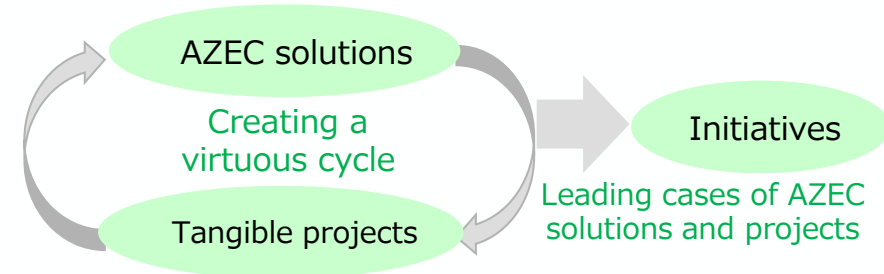 AZEC solutions
Creating a
virtuous cycle
Tangible projects
Initiatives
Leading cases of AZEC
solutions and projects